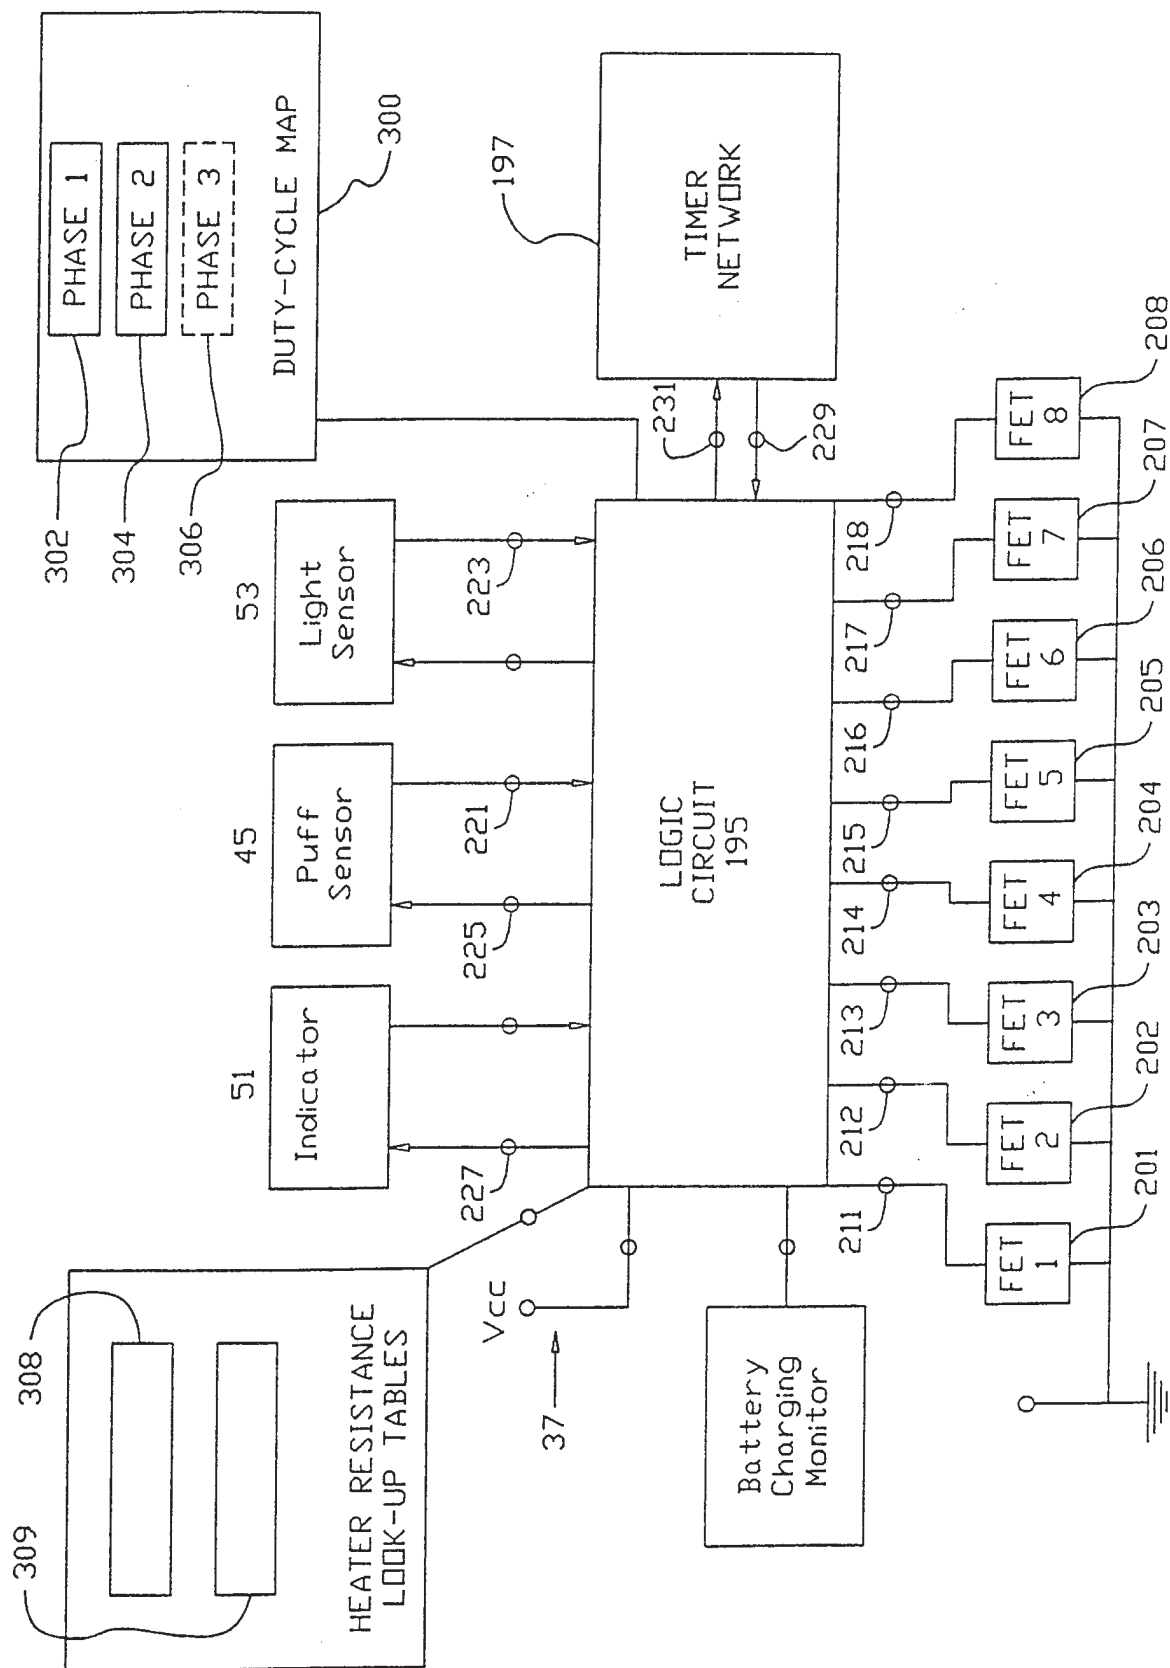 308
309
HEATER RESISTANCE
LOOK-UP TABLES
51
Indicator
45
Puff
Sensor
53
Light
Sensor
PHASE 1
PHASE 2
PHASE 3
DUTY-CYCLE MAP
302
304
306
300
227
225
221
223
Vcc
37
LOGIC
CIRCUIT
195
231
229
197
TIMER
NETWORK
Battery
Charging
Monitor
211
212
213
214
215
216
217
218
FET
1
FET
2
FET
3
FET
4
FET
5
FET
6
FET
7
FET
8
201
202
203
204
205
206
207
208